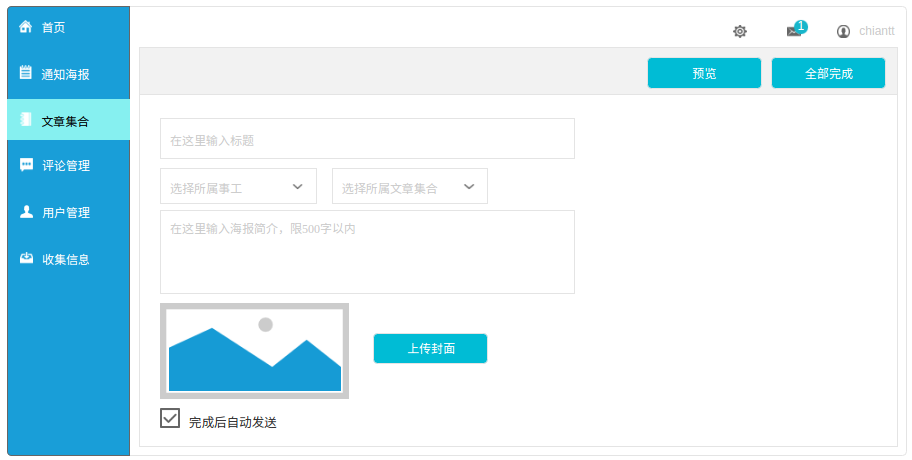 首页
通知海报
文章集合
评论管理
用户管理
收集信息
1
chiantt
预览
全部完成
在这里输入标题
选择所属事工
选择所属文章集合
在这里输入海报简介，限500字以内
上传封面
完成后自动发送